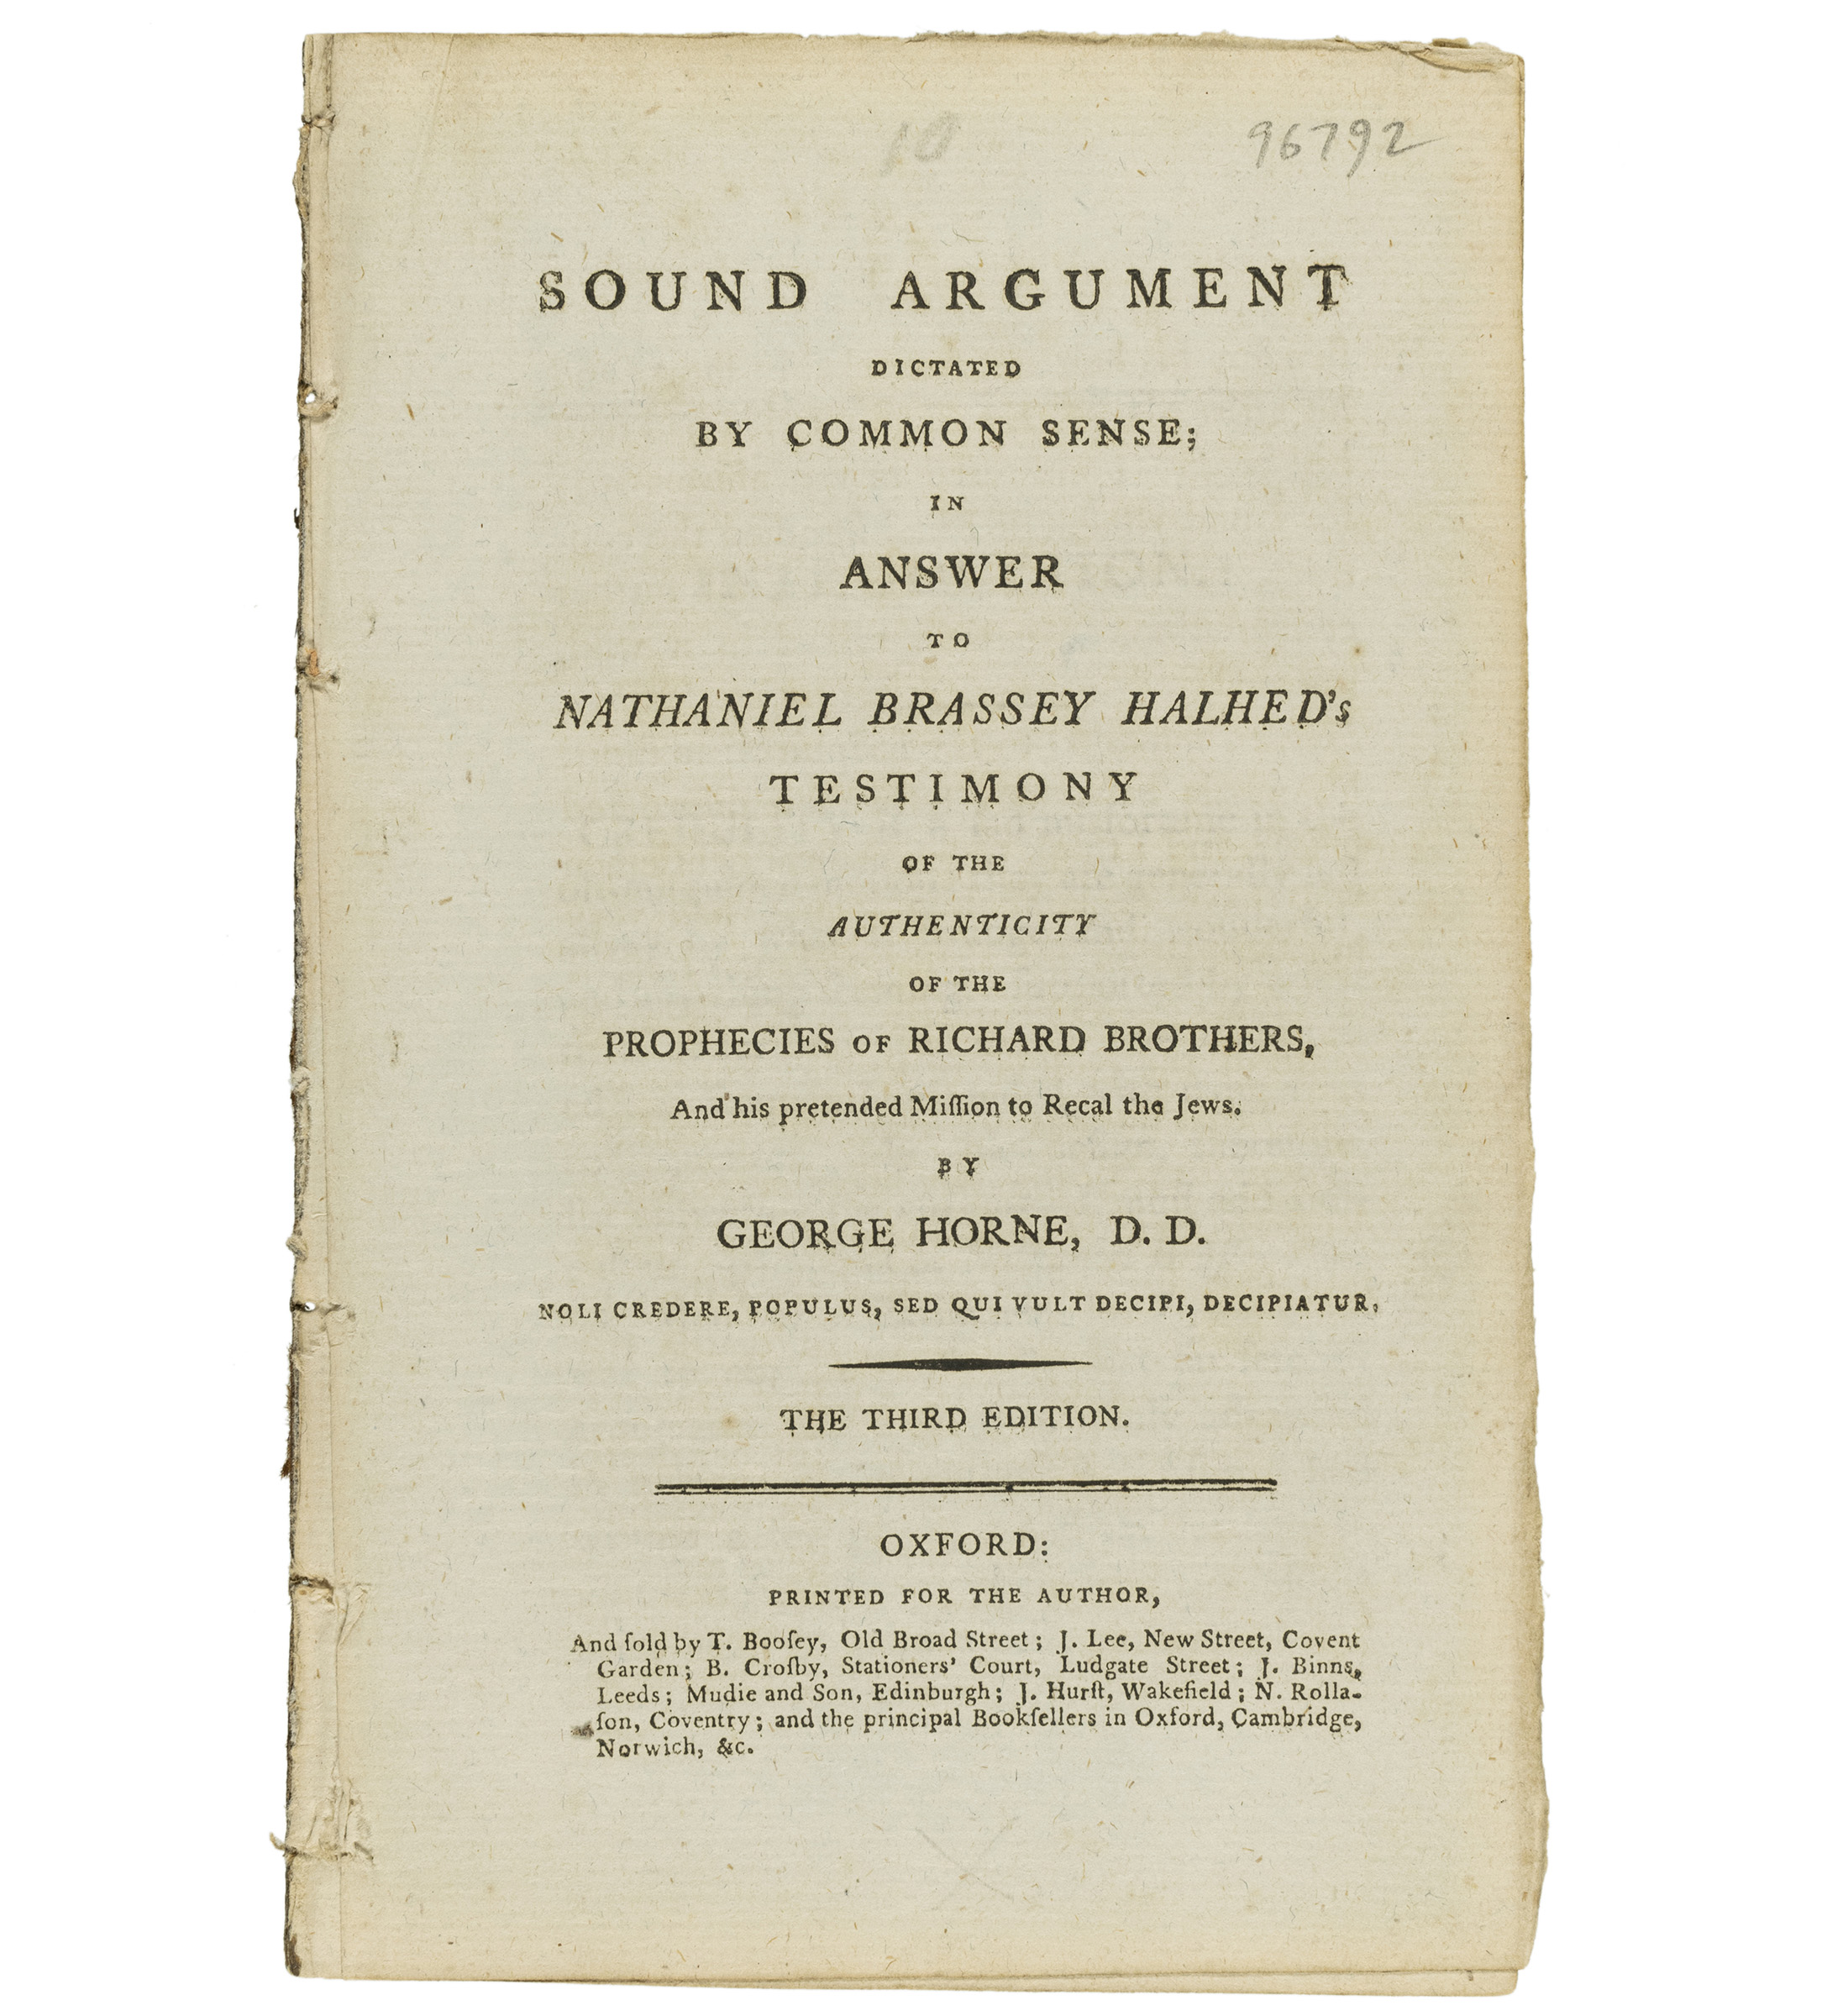 10
96792
SOUND ARGUMENT
DICTATED
BY COMMON SENSE;
IN
ANSWER
TO
NATHANIEL BRASSEY HALHED's
TESTIMONY
OF THE
AUTHENTICITY
OF THE
PROPHECIES OF RICHARD BROTHERS,
And his pretended Miſſion to Recal the Jews.
BY
GEORGE HORNE, D. D.
NOLI CREDERE, POPULUS, SED QUI VULT DECIPI, DECIPIATUR.
THE THIRD EDITION.
OXFORD:
PRINTED FOR THE AUTHOR,
And ſold by T. Booſey, Old Broad Street; J. Lee, New Street, Covent
Garden; B. Croſby, Stationers' Court, Ludgate Street; J. Binns,
Leeds; Mudie and Son, Edinburgh; J. Hurſt, Wakefield; N. Rolla-
ſon, Coventry; and the principal Bookſellers in Oxford, Cambridge,
Norwich, &c.